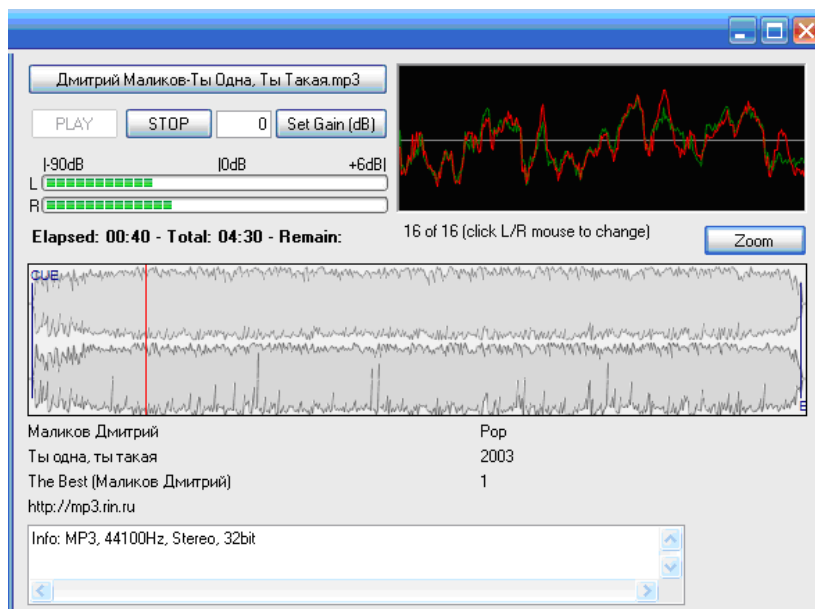 Дмитрий Маликов-Ты Одна, Ты Такая.mp3
PLAY STOP 0 Set Gain (dB)
|-90dB |0dB +6dB|
L
R
Elapsed: 00:40 - Total: 04:30 - Remain:
16 of 16 (click L/R mouse to change)
Zoom
CUE
E
Маликов Дмитрий Pop
Ты одна, ты такая 2003
The Best (Маликов Дмитрий) 1
http://mp3.rin.ru
Info: MP3, 44100Hz, Stereo, 32bit